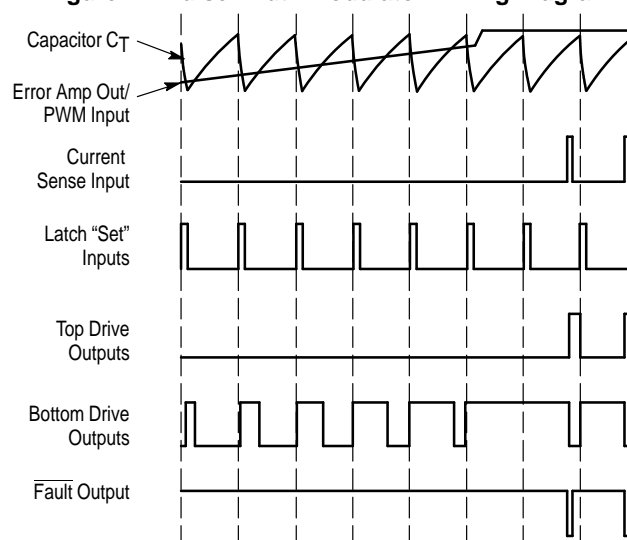 Capacitor CT
Error Amp Out/
PWM Input
Current
Sense Input
Latch “Set”
Inputs
Top Drive
Outputs
Bottom Drive
Outputs
Fault Output